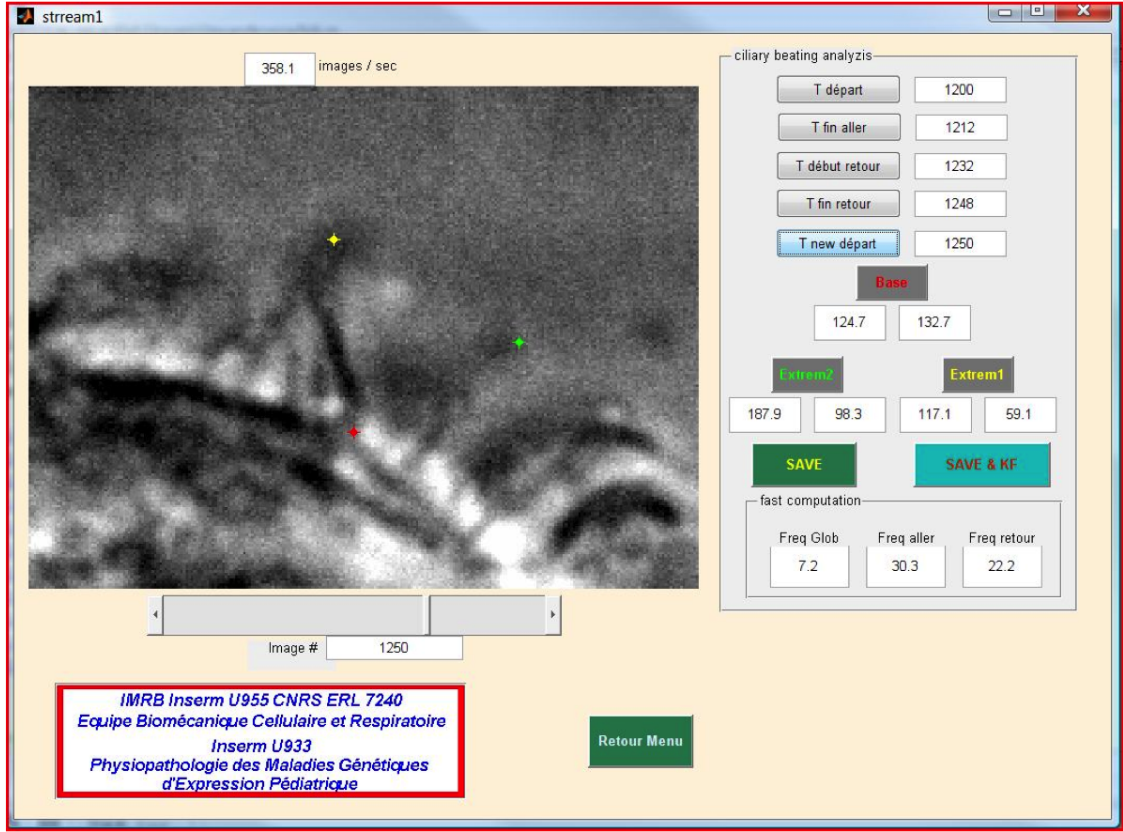 strream1
358.1 images / sec
ciliary beating analyzis
T départ 1200
T fin aller 1212
T début retour 1232
T fin retour 1248
T new départ 1250
Base
124.7 132.7
Extrem2 Extrem1
187.9 98.3 117.1 59.1
SAVE SAVE & KF
fast computation
Freq Glob Freq aller Freq retour
7.2 30.3 22.2
Image # 1250
IMRB Inserm U955 CNRS ERL 7240
Equipe Biomécanique Cellulaire et Respiratoire
Inserm U933
Physiopathologie des Maladies Génétiques
d'Expression Pédiatrique
Retour Menu